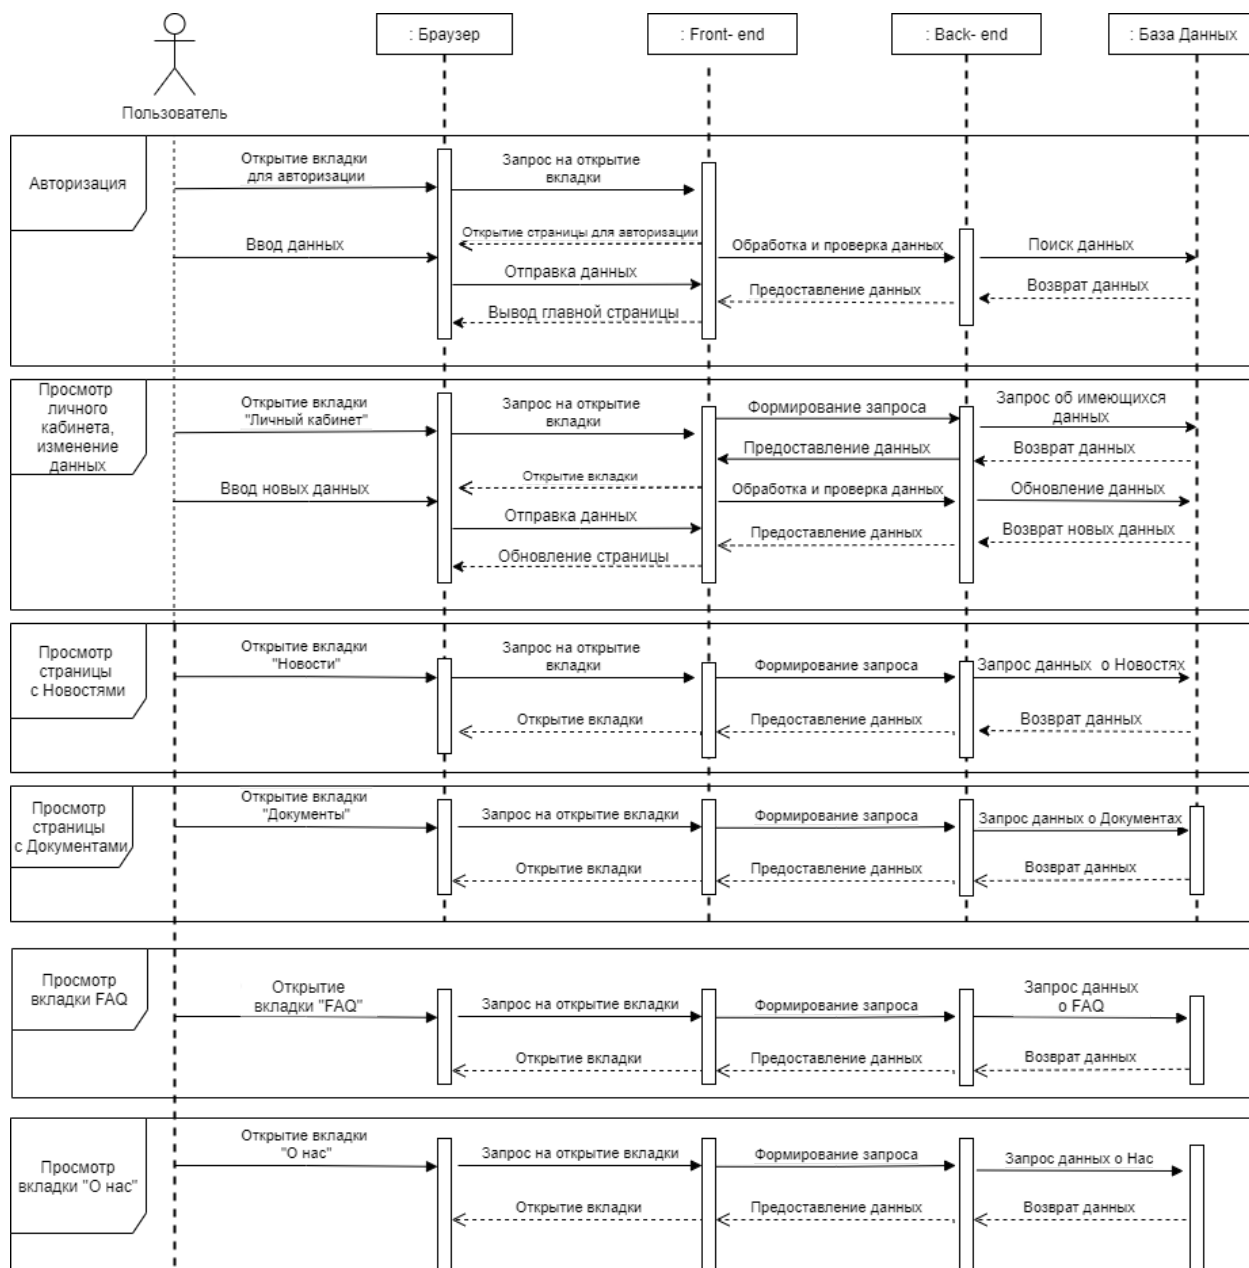 : Браузер
: Front- end
: Back- end
: База Данных
Пользователь
Авторизация
Открытие вкладки
для авторизации
Запрос на открытие
вкладки
Открытие страницы для авторизации
Ввод данных
Обработка и проверка данных
Поиск данных
Отправка данных
Предоставление данных
Возврат данных
Вывод главной страницы
Просмотр
личного
кабинета,
изменение
данных
Открытие вкладки
"Личный кабинет"
Запрос на открытие
вкладки
Формирование запроса
Запрос об имеющихся
данных
Предоставление данных
Возврат данных
Открытие вкладки
Ввод новых данных
Обработка и проверка данных
Обновление данных
Отправка данных
Предоставление данных
Возврат новых данных
Обновление страницы
Просмотр
страницы
с Новостями
Открытие вкладки
"Новости"
Запрос на открытие
вкладки
Формирование запроса
Запрос данных о Новостях
Открытие вкладки
Предоставление данных
Возврат данных
Просмотр
страницы
с Документами
Открытие вкладки
"Документы"
Запрос на открытие вкладки
Формирование запроса
Запрос данных о Документах
Открытие вкладки
Предоставление данных
Возврат данных
Просмотр
вкладки FAQ
Открытие
вкладки "FAQ"
Запрос на открытие вкладки
Формирование запроса
Запрос данных
о FAQ
Открытие вкладки
Предоставление данных
Возврат данных
Просмотр
вкладки "О нас"
Открытие вкладки
"О нас"
Запрос на открытие вкладки
Формирование запроса
Запрос данных о Нас
Открытие вкладки
Предоставление данных
Возврат данных